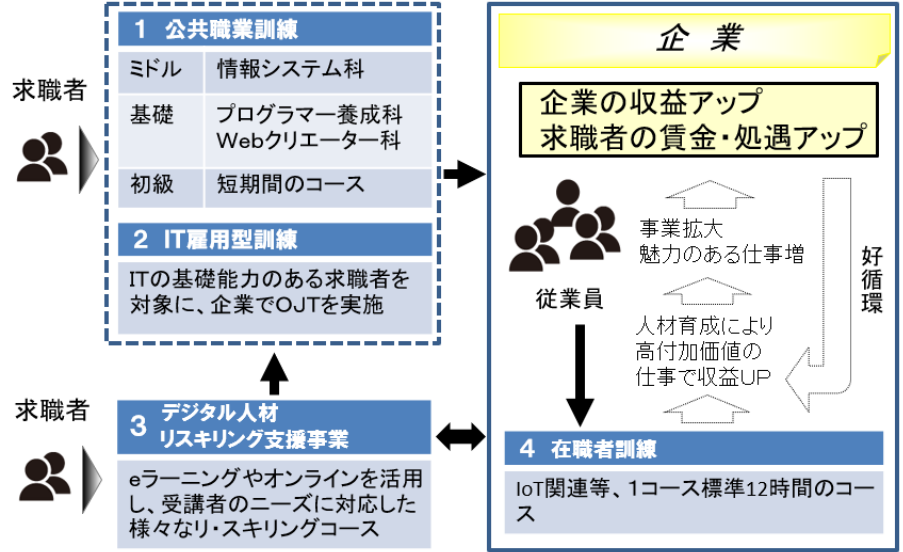 求職者
1 公共職業訓練
ミドル 情報システム科
基礎 プログラマー養成科
Webクリエーター科
初級 短期間のコース
2 IT雇用型訓練
ITの基礎能力のある求職者を
対象に、企業でOJTを実施
求職者
3 デジタル人材
リスキリング支援事業
eラーニングやオンラインを活用
し、受講者のニーズに対応した
様々なリ・スキリングコース
企 業
企業の収益アップ
求職者の賃金・処遇アップ
従業員
事業拡大
魅力のある仕事増
人材育成により
高付加価値の
仕事で収益UP
好循環
4 在職者訓練
IoT関連等、1コース標準12時間のコー
ス